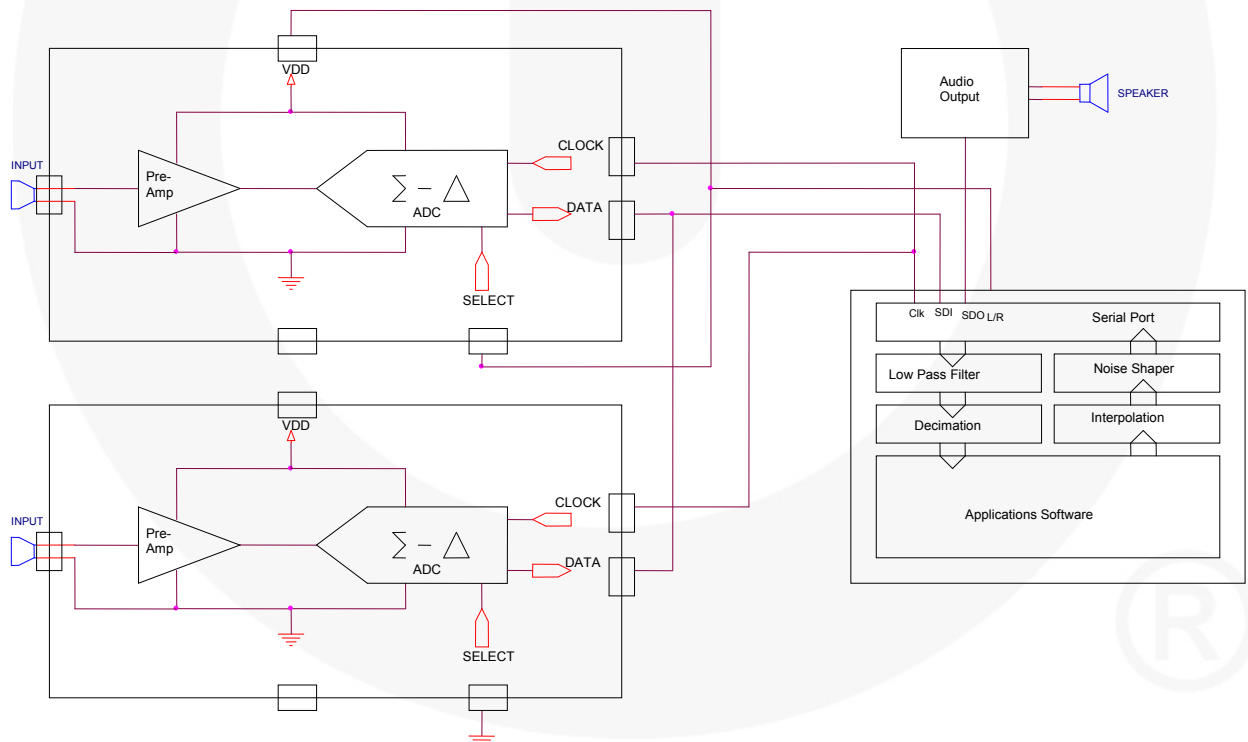 VDD
INPUT
Pre-
Amp
Σ – Δ
ADC
CLOCK
DATA
SELECT
VDD
INPUT
Pre-
Amp
Σ – Δ
ADC
CLOCK
DATA
SELECT
Audio
Output
SPEAKER
Clk SDI SDO L/R
Serial Port
Low Pass Filter
Noise Shaper
Decimation
Interpolation
Applications Software
®